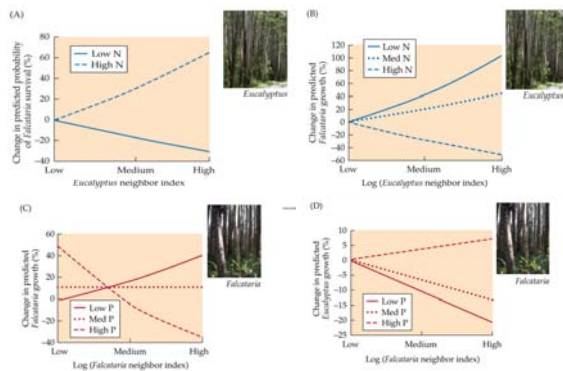 (A)
Change in predicted probability
of Falcataria survival (%)
80
60
40
20
0
−20
−40
Low N
High N
Low
Medium
High
Eucalyptus neighbor index
Eucalyptus
(B)
Change in predicted
Falcataria growth (%)
120
100
80
60
40
20
0
−20
−40
−60
Low N
Med N
High N
Low
Medium
High
Log (Eucalyptus neighbor index)
Eucalyptus
(C)
Change in predicted
Falcataria growth (%)
60
40
20
0
−20
−40
Low P
Med P
High P
Low
Medium
High
Log (Falcataria neighbor index)
Falcataria
(D)
Change in predicted
Eucalyptus growth (%)
10
5
0
−5
−10
−15
−20
−25
Low P
Med P
High P
Low
Medium
High
Log (Falcataria neighbor index)
Falcataria